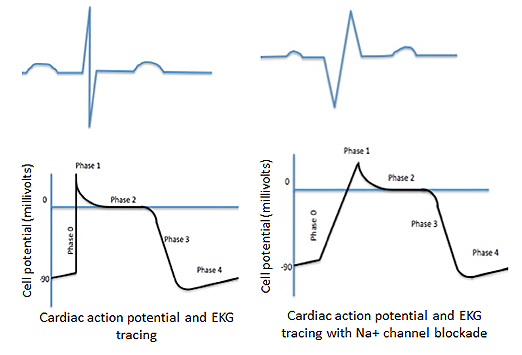 Cell potential (millivolts)
0
-90
Phase 0
Phase 1
Phase 2
Phase 3
Phase 4
Cardiac action potential and EKG
tracing
Cell potential (millivolts)
0
-90
Phase 0
Phase 1
Phase 2
Phase 3
Phase 4
Cardiac action potential and EKG
tracing with Na+ channel blockade